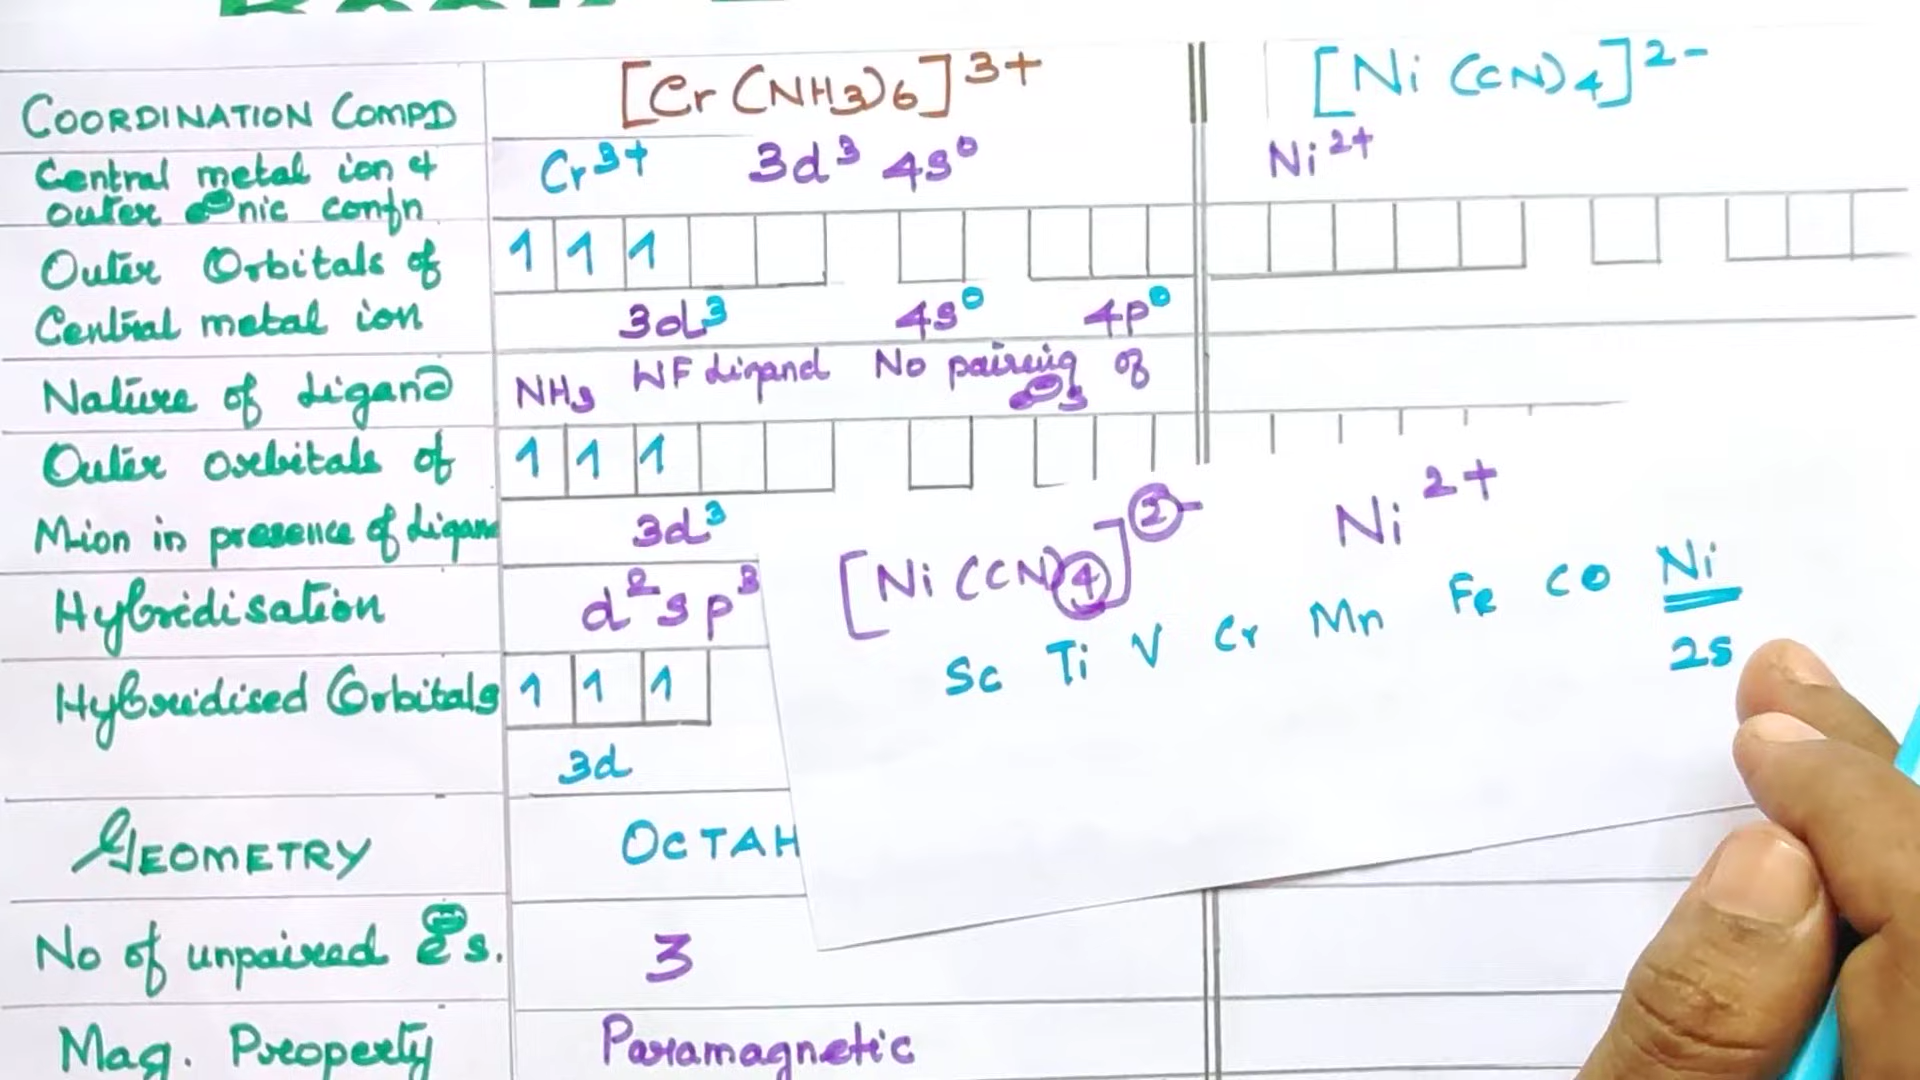 COORDINATION COMPD
[Cr (NH3)6]3+
[Ni (CN)4]2-
Central metal ion &
outer enic confn
Cr3+ 3d3 4s0
Ni2+
Outer Orbitals of
Central metal ion
1 1 1
3d3 4s0 4p0
Nature of Ligand
NH3 WF Ligand No pairing of
es
Outer orbitals of
M-ion in presence of Ligand
1 1 1
3d3
[Ni (CN)4]2- Ni2+
Sc Ti V Cr Mn Fe CO Ni
28
Hybridisation
d2sp3
Hybridised Orbitals
1 1 1
3d
GEOMETRY
OCTAH
No of unpaired es.
3
Mag. Property
Paramagnetic